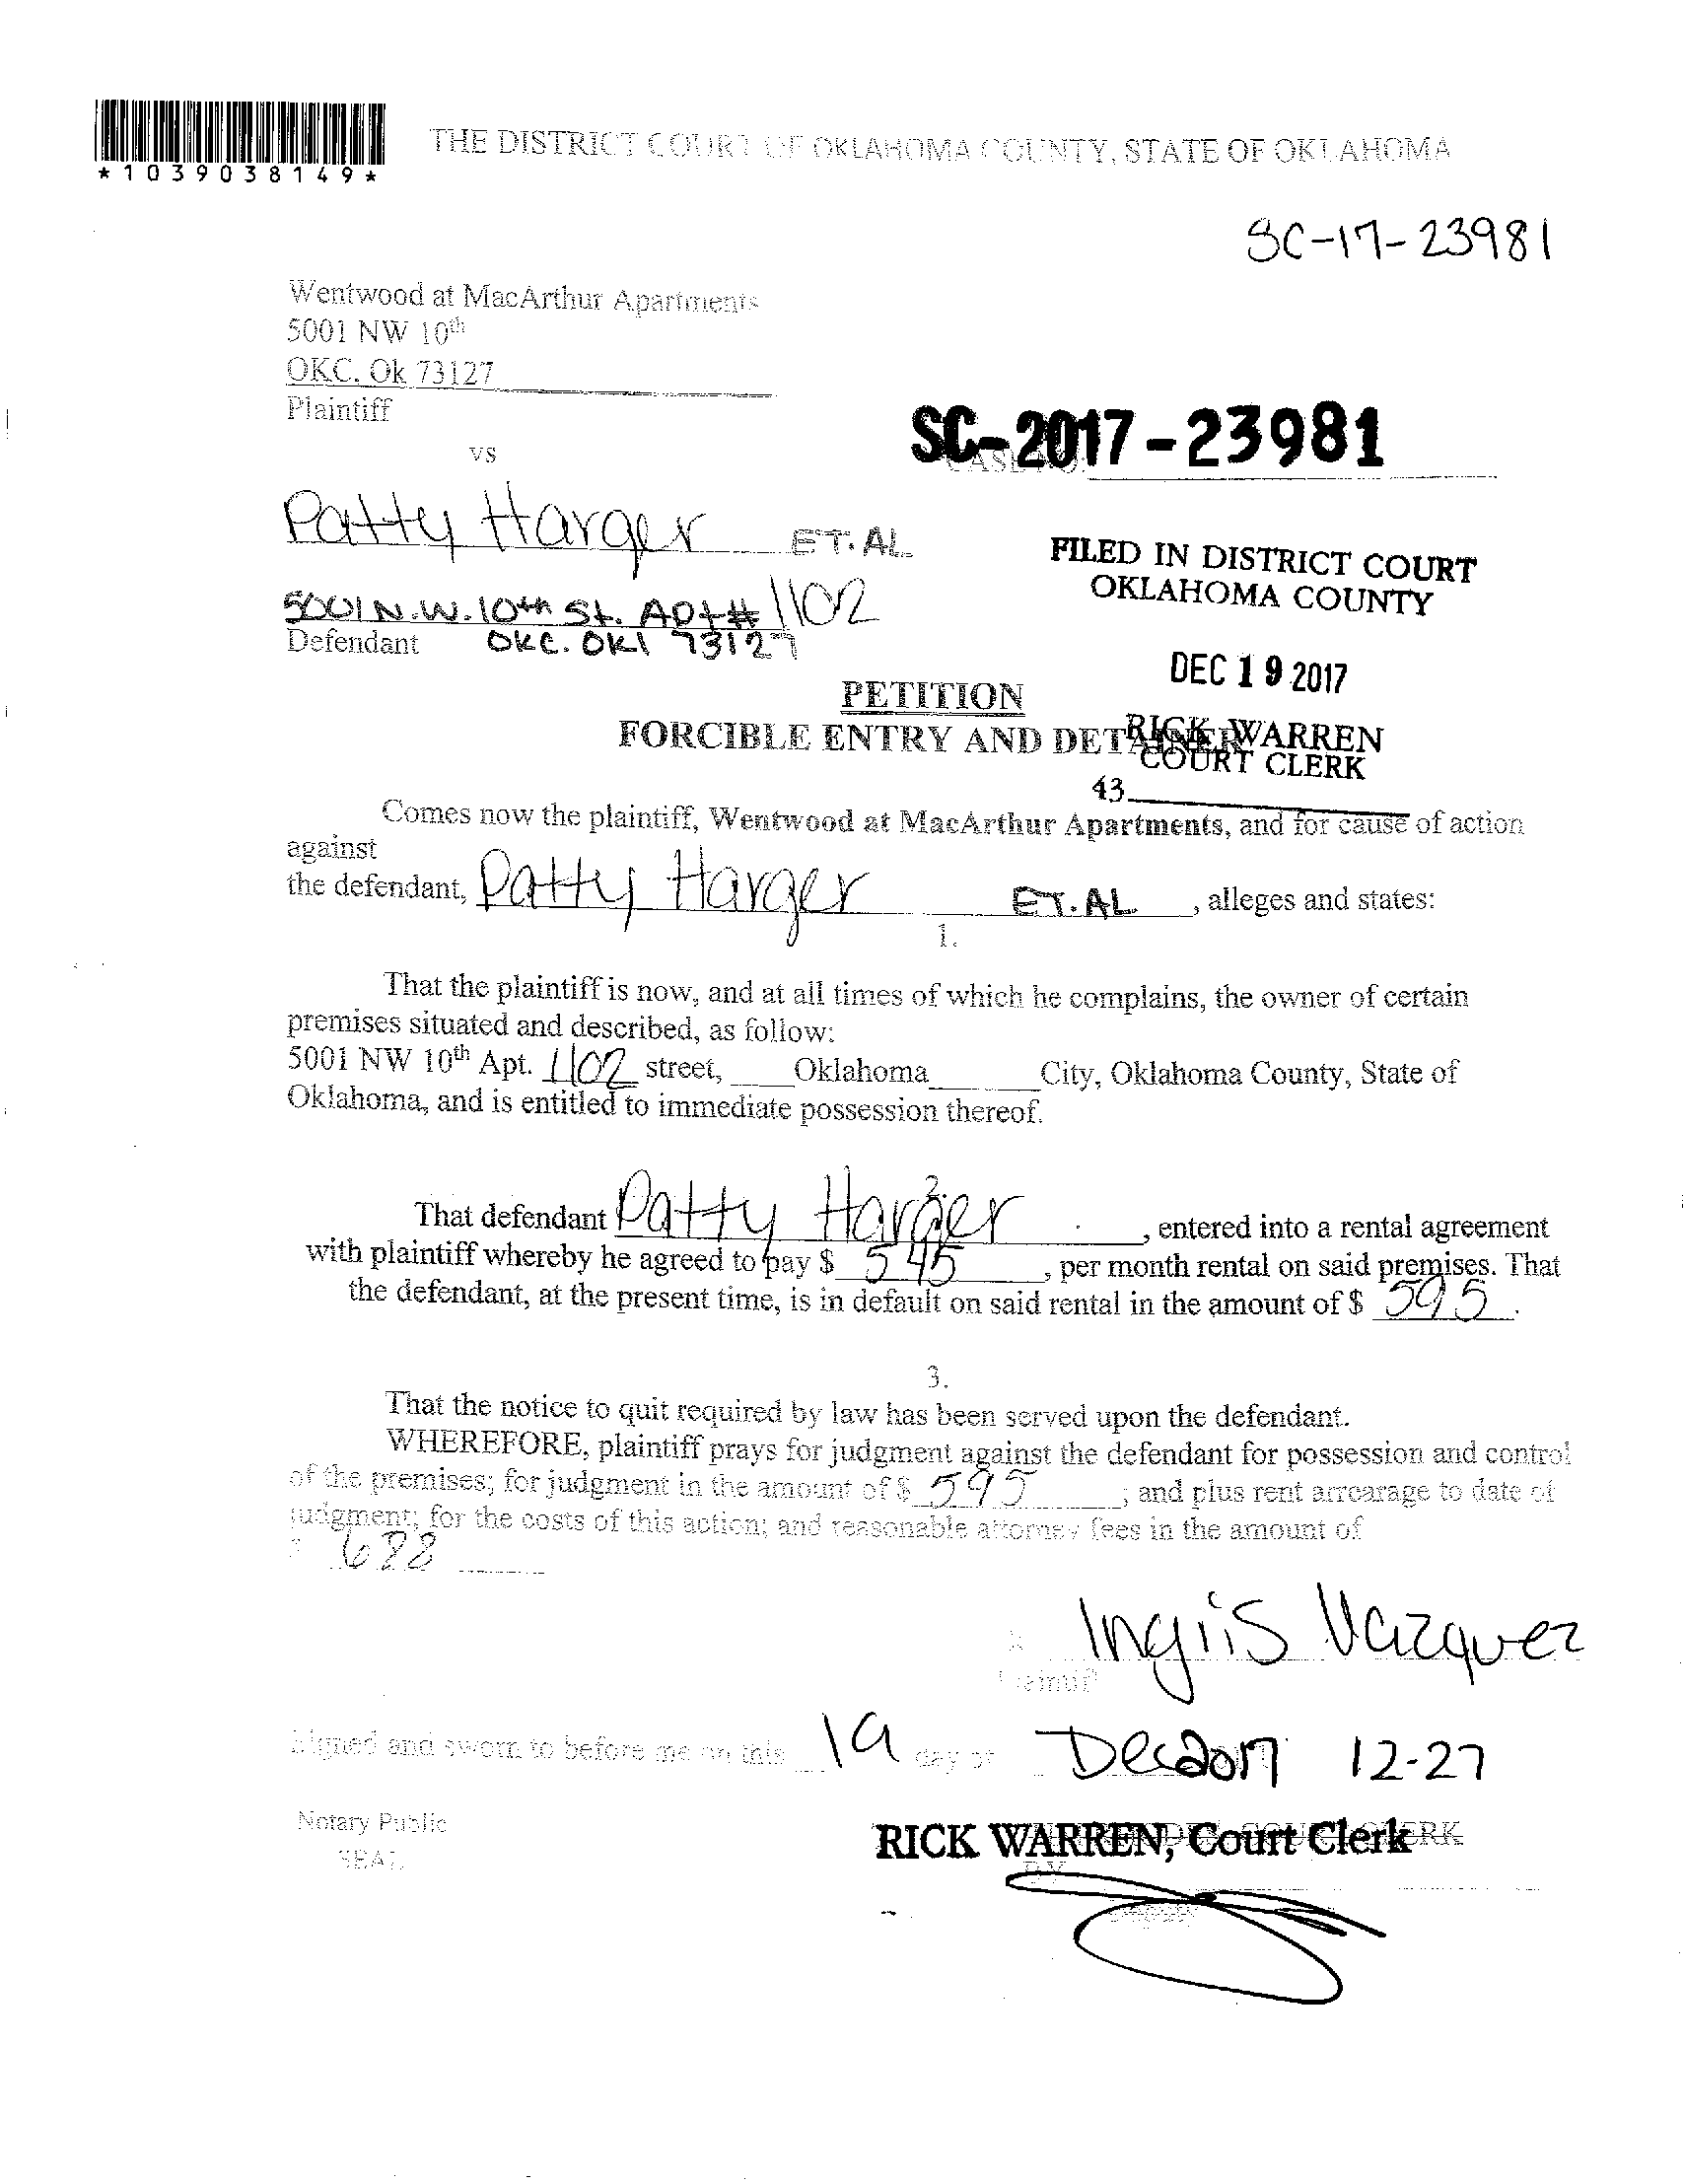 *1039038149*
THE DISTRICT COURT OF OKLAHOMA COUNTY, STATE OF OKLAHOMA
SC-17-23981
Wentwood at MacArthur Apartments
5001 NW 10th
OKC. Ok 73127
Plaintiff
vs
SC-2017-23981
CASE NO.
Patty Harger ET. AL
5001 N.W. 10th St. Apt# 1102
Defendant OKC. Okl 73127
FILED IN DISTRICT COURT
OKLAHOMA COUNTY
DEC 19 2017
RICK WARREN
COURT CLERK
43
PETITION
FORCIBLE ENTRY AND DETAINER
Comes now the plaintiff, Wentwood at MacArthur Apartments, and for cause of action
against
the defendant, Patty Harger ET. AL , alleges and states:
1.
That the plaintiff is now, and at all times of which he complains, the owner of certain
premises situated and described, as follow:
5001 NW 10th Apt. 1102 street, Oklahoma City, Oklahoma County, State of
Oklahoma, and is entitled to immediate possession thereof.
2.
That defendant Patty Harger , entered into a rental agreement
with plaintiff whereby he agreed to pay $ 545 , per month rental on said premises. That
the defendant, at the present time, is in default on said rental in the amount of $ 595 .
3.
That the notice to quit required by law has been served upon the defendant.
WHEREFORE, plaintiff prays for judgment against the defendant for possession and control
of the premises; for judgment in the amount of $ 595 ; and plus rent arrearage to date of
judgment; for the costs of this action; and reasonable attorney fees in the amount of
Ingris Vazquez
Plaintiff
Signed and sworn to before me on this 19 day of Dec 2017 12-27
Notary Public
SEAL
RICK WARREN, Court Clerk
BY
Deputy